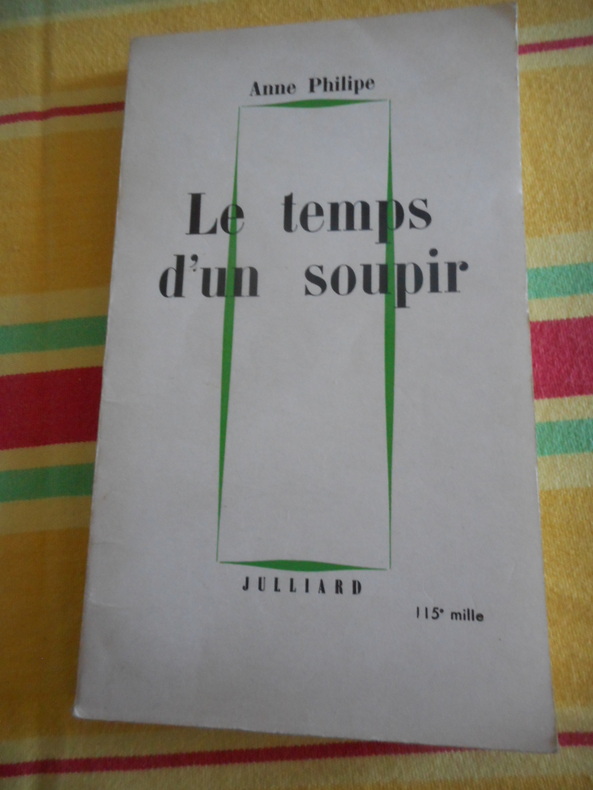 Anne Philipe
Le temps
d'un soupir
JULLIARD
115e mille